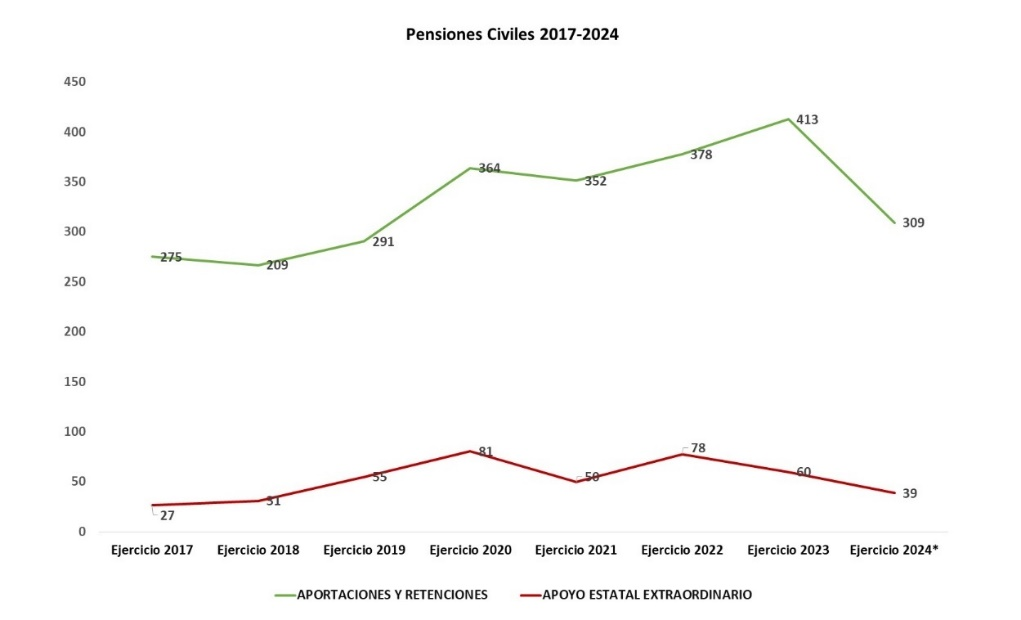 Pensiones Civiles 2017-2024
450
400
350
300
250
200
150
100
50
0
275
291
364
352
378
413
309
27
31
55
81
50
78
60
39
Ejercicio 2017
Ejercicio 2018
Ejercicio 2019
Ejercicio 2020
Ejercicio 2021
Ejercicio 2022
Ejercicio 2023
Ejercicio 2024*
APORTACIONES Y RETENCIONES
APOYO ESTATAL EXTRAORDINARIO